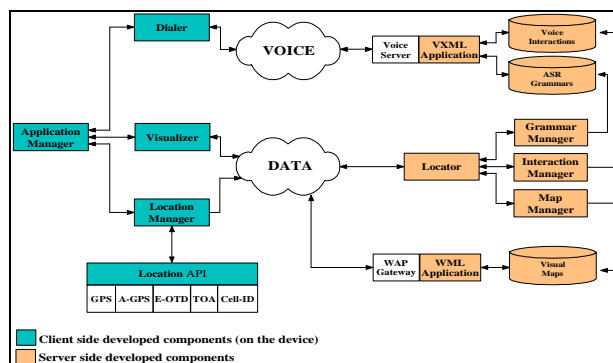 Dialer
VOICE
Voice
Server
VXML
Application
Voice
Interactions
ASR
Grammars
Application
Manager
Visualizer
DATA
Locator
Grammar
Manager
Interaction
Manager
Map
Manager
Location
Manager
Location API
GPS
A-GPS
E-OTD
TOA
Cell-ID
WAP
Gateway
WML
Application
Visual
Maps
Client side developed components (on the device)
Server side developed components